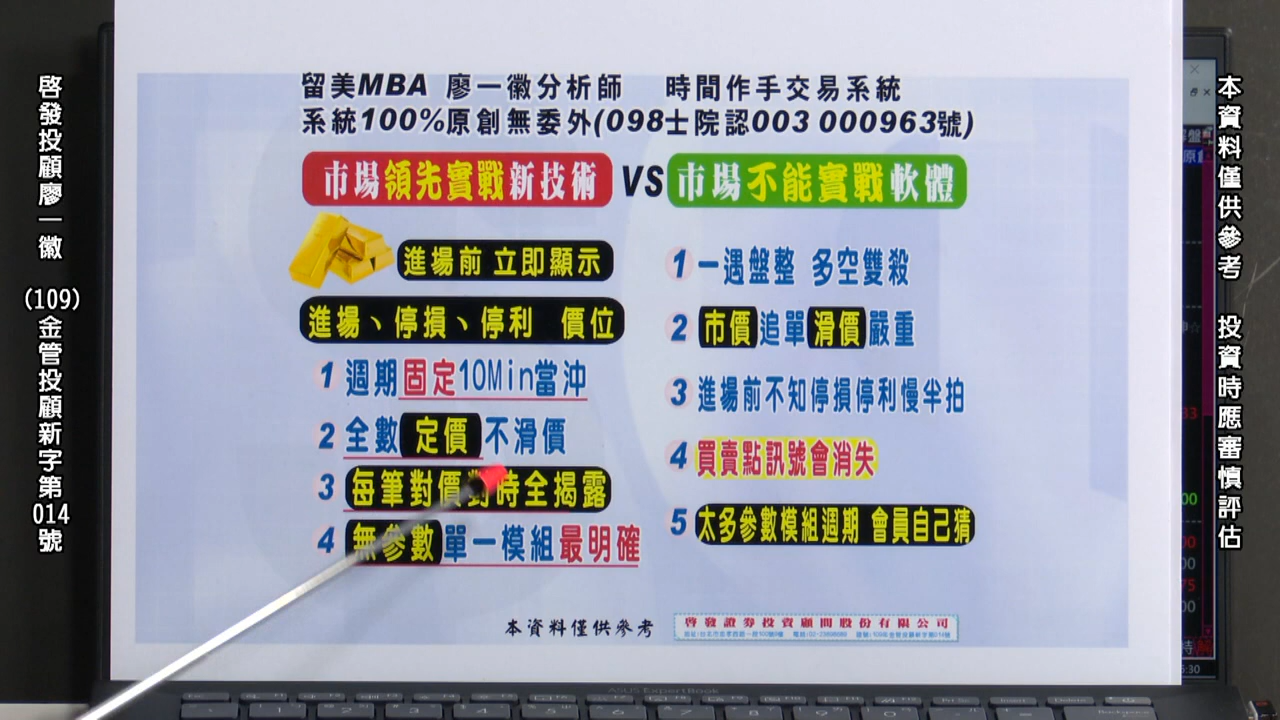 啓發投顧廖一徽 (109)金管投顧新字第014號
留美MBA 廖一徽分析師 時間作手交易系統
系統100%原創無委外(098士院認003 000963號)
市場領先實戰新技術 VS 市場不能實戰軟體
進場前 立即顯示
進場、停損、停利 價位
1 週期固定10Min當沖
2 全數定價不滑價
3 每筆對價對時全揭露
4 無參數單一模組最明確
1 一遇盤整 多空雙殺
2 市價追單滑價嚴重
3 進場前不知停損停利慢半拍
4 買賣點訊號會消失
5 太多參數模組週期 會員自己猜
本資料僅供參考
啓發證券投資顧問股份有限公司
本資料僅供參考 投資時應審慎評估
ASUS ExpertBook